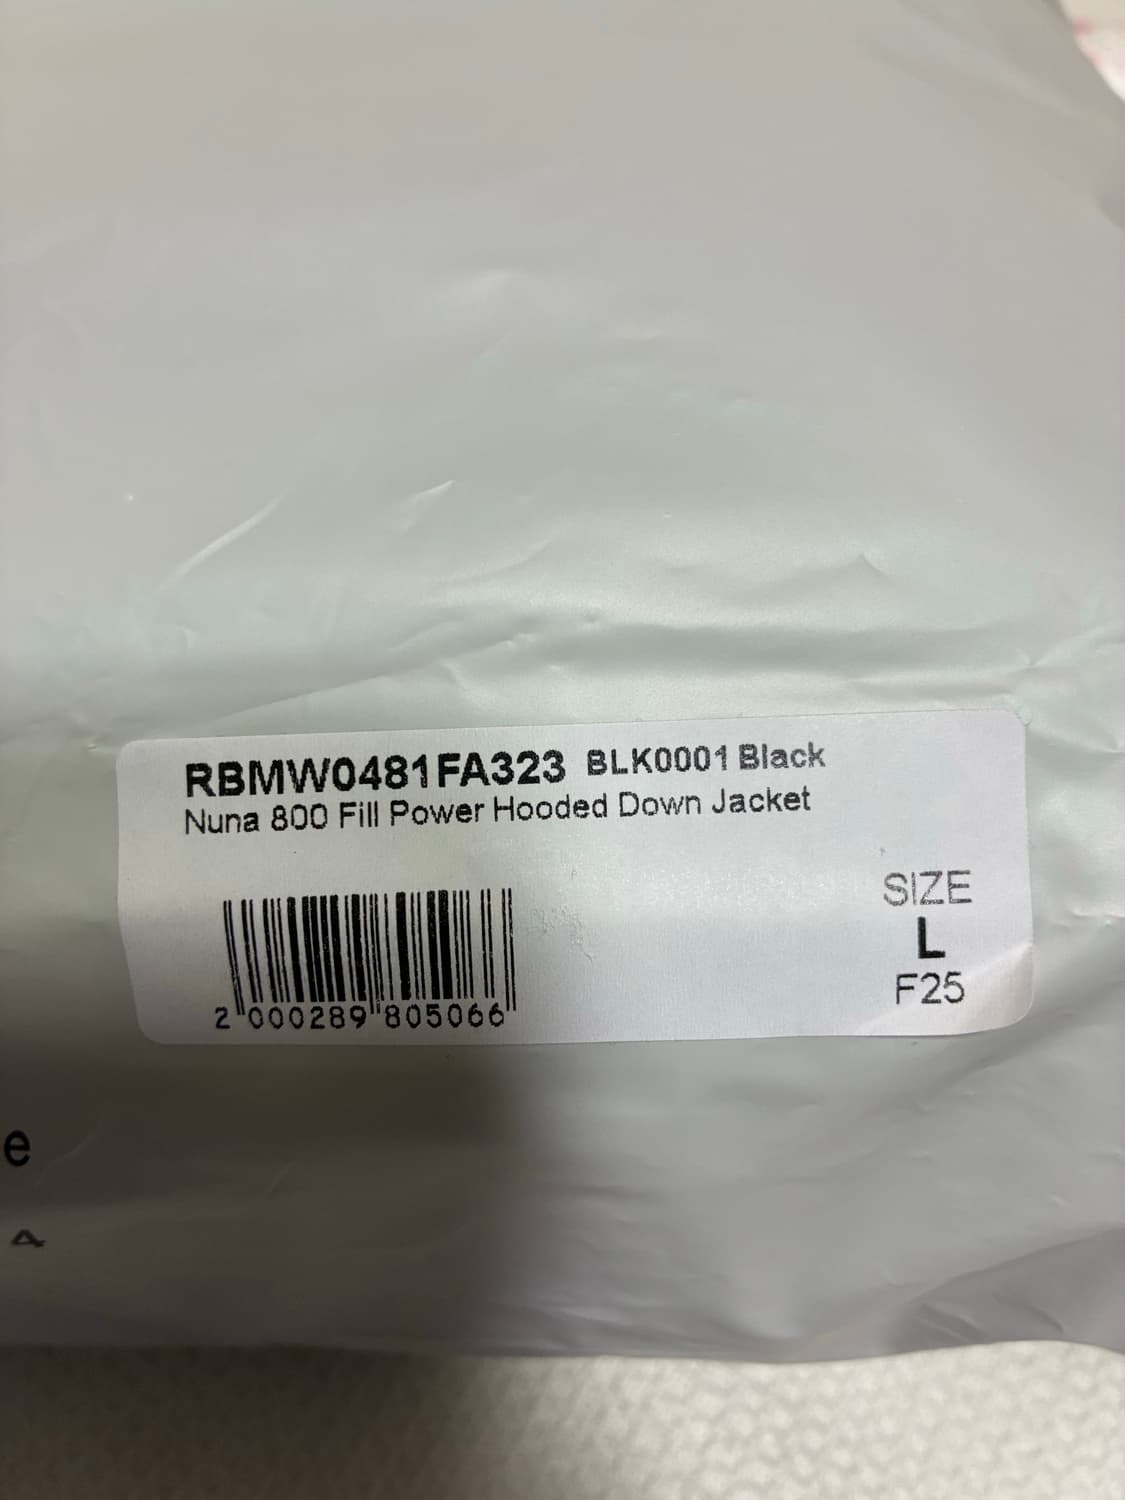 RBMW0481FA323 BLK0001 Black
Nuna 800 Fill Power Hooded Down Jacket
SIZE
L
F25
2 000289 805066
e